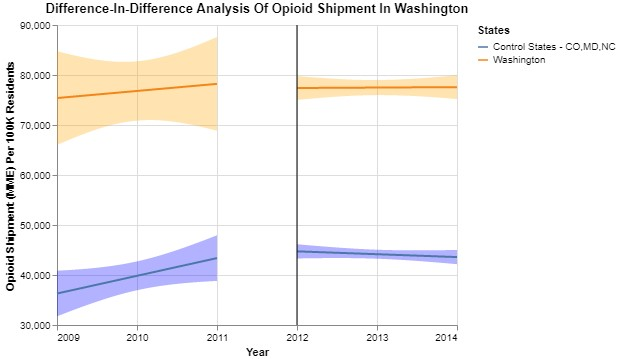 Difference-In-Difference Analysis Of Opioid Shipment In Washington
States
Control States - CO,MD,NC
Washington
Opioid Shipment (MME) Per 100K Residents
90,000
80,000
70,000
60,000
50,000
40,000
30,000
2009
2010
2011
2012
2013
2014
Year